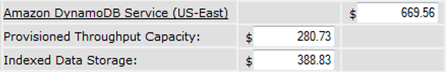 Amazon DynamoDB Service (US-East) $ 669.56
Provisioned Throughput Capacity: $ 280.73
Indexed Data Storage: $ 388.83